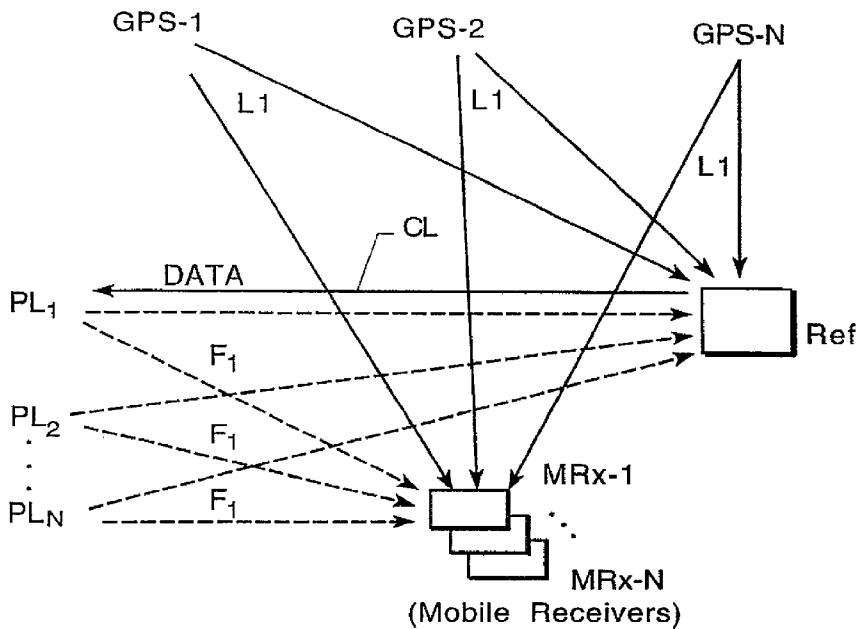 GPS-1
GPS-2
GPS-N
L1
L1
L1
CL
DATA
PL1
Ref
F1
PL2
F1
MRx-1
F1
PLN
MRx-N
(Mobile Receivers)